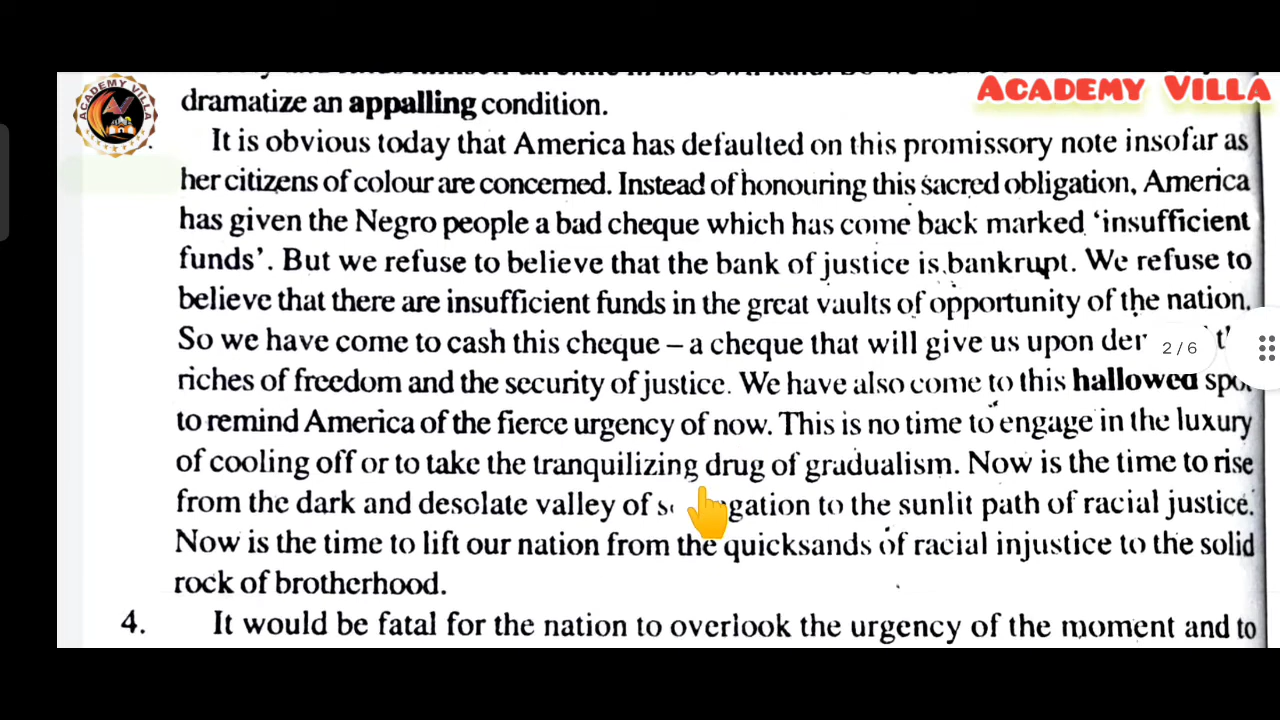 ACADEMY VILLA
ACADEMY VILLA
dramatize an appalling condition.
It is obvious today that America has defaulted on this promissory note insofar as
her citizens of colour are concerned. Instead of honouring this sacred obligation, America
has given the Negro people a bad cheque which has come back marked 'insufficient
funds'. But we refuse to believe that the bank of justice is bankrupt. We refuse to
believe that there are insufficient funds in the great vaults of opportunity of the nation.
So we have come to cash this cheque – a cheque that will give us upon
2/6
riches of freedom and the security of justice. We have also come to this hallowed spot
to remind America of the fierce urgency of now. This is no time to engage in the luxury
of cooling off or to take the tranquilizing drug of gradualism. Now is the time to rise
from the dark and desolate valley of to the sunlit path of racial justice.
Now is the time to lift our nation from the quicksands of racial injustice to the solid
rock of brotherhood.
4. It would be fatal for the nation to overlook the urgency of the moment and to